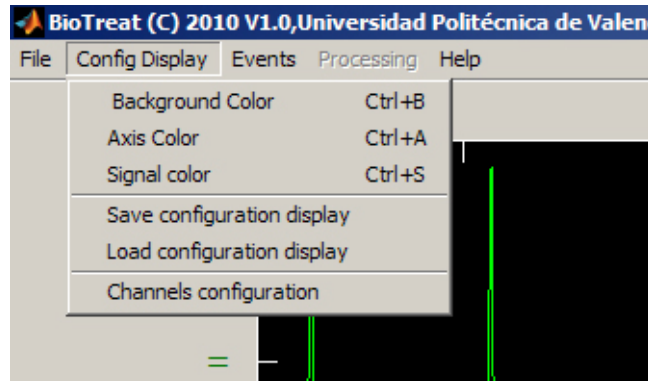 BioTreat (C) 2010 V1.0,Universidad Politécnica de Valen
File Config Display Events Processing Help
Background Color Ctrl+B
Axis Color Ctrl+A
Signal color Ctrl+S
Save configuration display
Load configuration display
Channels configuration
=